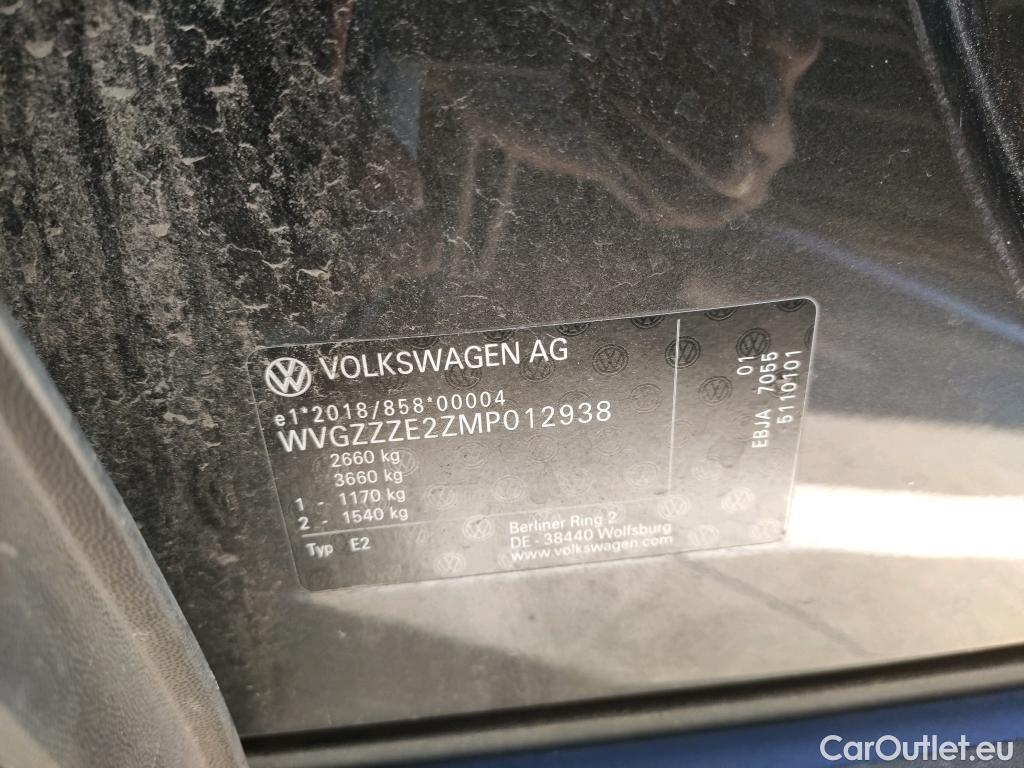 VOLKSWAGEN AG
e1*2018/858*00004
WVGZZZE2ZMP012938
2660 kg
3660 kg
1 - 1170 kg
2 - 1540 kg
Typ E2
Berliner Ring 2
DE - 38440 Wolfsburg
www.volkswagen.com
01
EBJA 7055
5110101
CarOutlet.eu